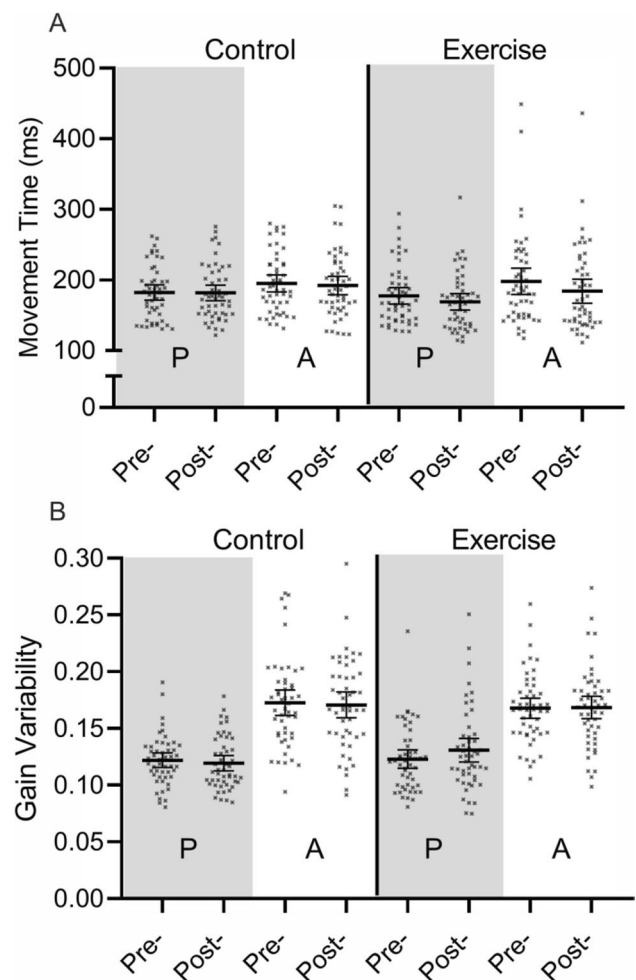 A
Control Exercise
Movement Time (ms)
500
400
300
200
100
0
P A P A
Pre- Post- Pre- Post- Pre- Post- Pre- Post-
B
Control Exercise
Gain Variability
0.30
0.25
0.20
0.15
0.10
0.05
0.00
P A P A
Pre- Post- Pre- Post- Pre- Post- Pre- Post-